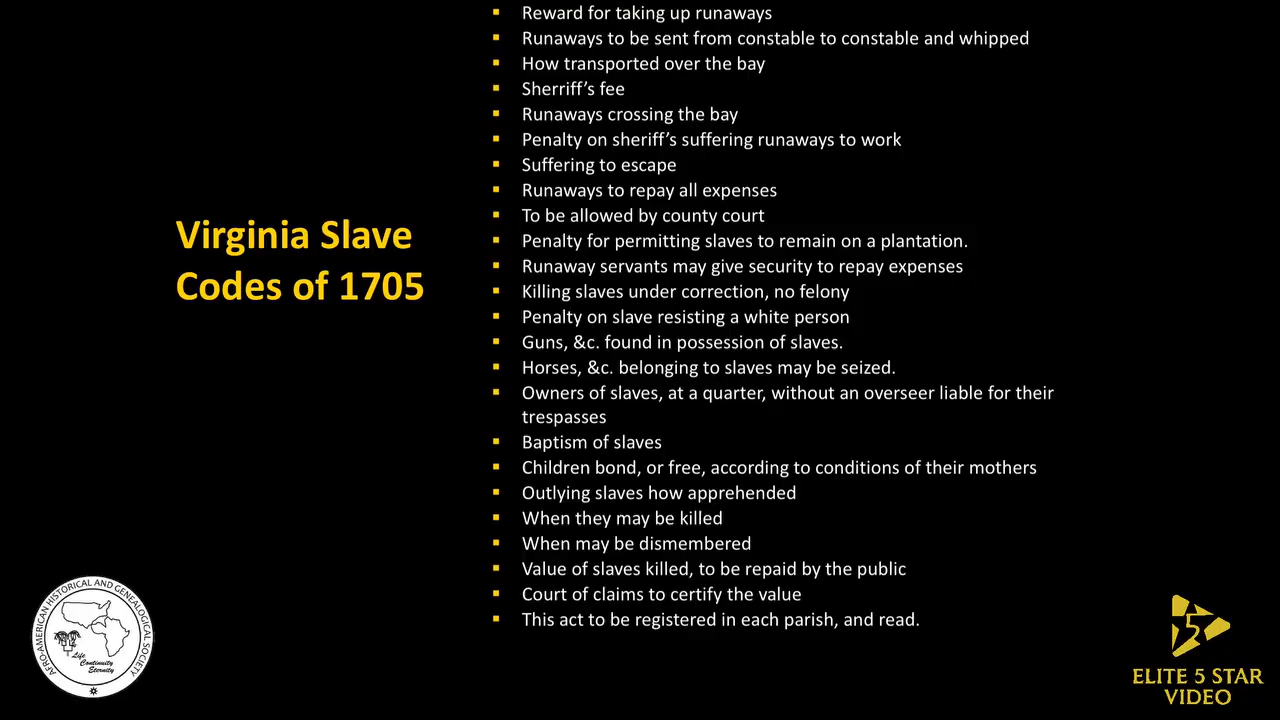 Virginia Slave
Codes of 1705
Reward for taking up runaways
Runaways to be sent from constable to constable and whipped
How transported over the bay
Sherriff's fee
Runaways crossing the bay
Penalty on sheriff's suffering runaways to work
Suffering to escape
Runaways to repay all expenses
To be allowed by county court
Penalty for permitting slaves to remain on a plantation.
Runaway servants may give security to repay expenses
Killing slaves under correction, no felony
Penalty on slave resisting a white person
Guns, &c. found in possession of slaves.
Horses, &c. belonging to slaves may be seized.
Owners of slaves, at a quarter, without an overseer liable for their
trespasses
Baptism of slaves
Children bond, or free, according to conditions of their mothers
Outlying slaves how apprehended
When they may be killed
When may be dismembered
Value of slaves killed, to be repaid by the public
Court of claims to certify the value
This act to be registered in each parish, and read.
AFRO-AMERICAN HISTORICAL AND GENEALOGICAL SOCIETY
Life
Continuity
Eternity
5
ELITE 5 STAR
VIDEO